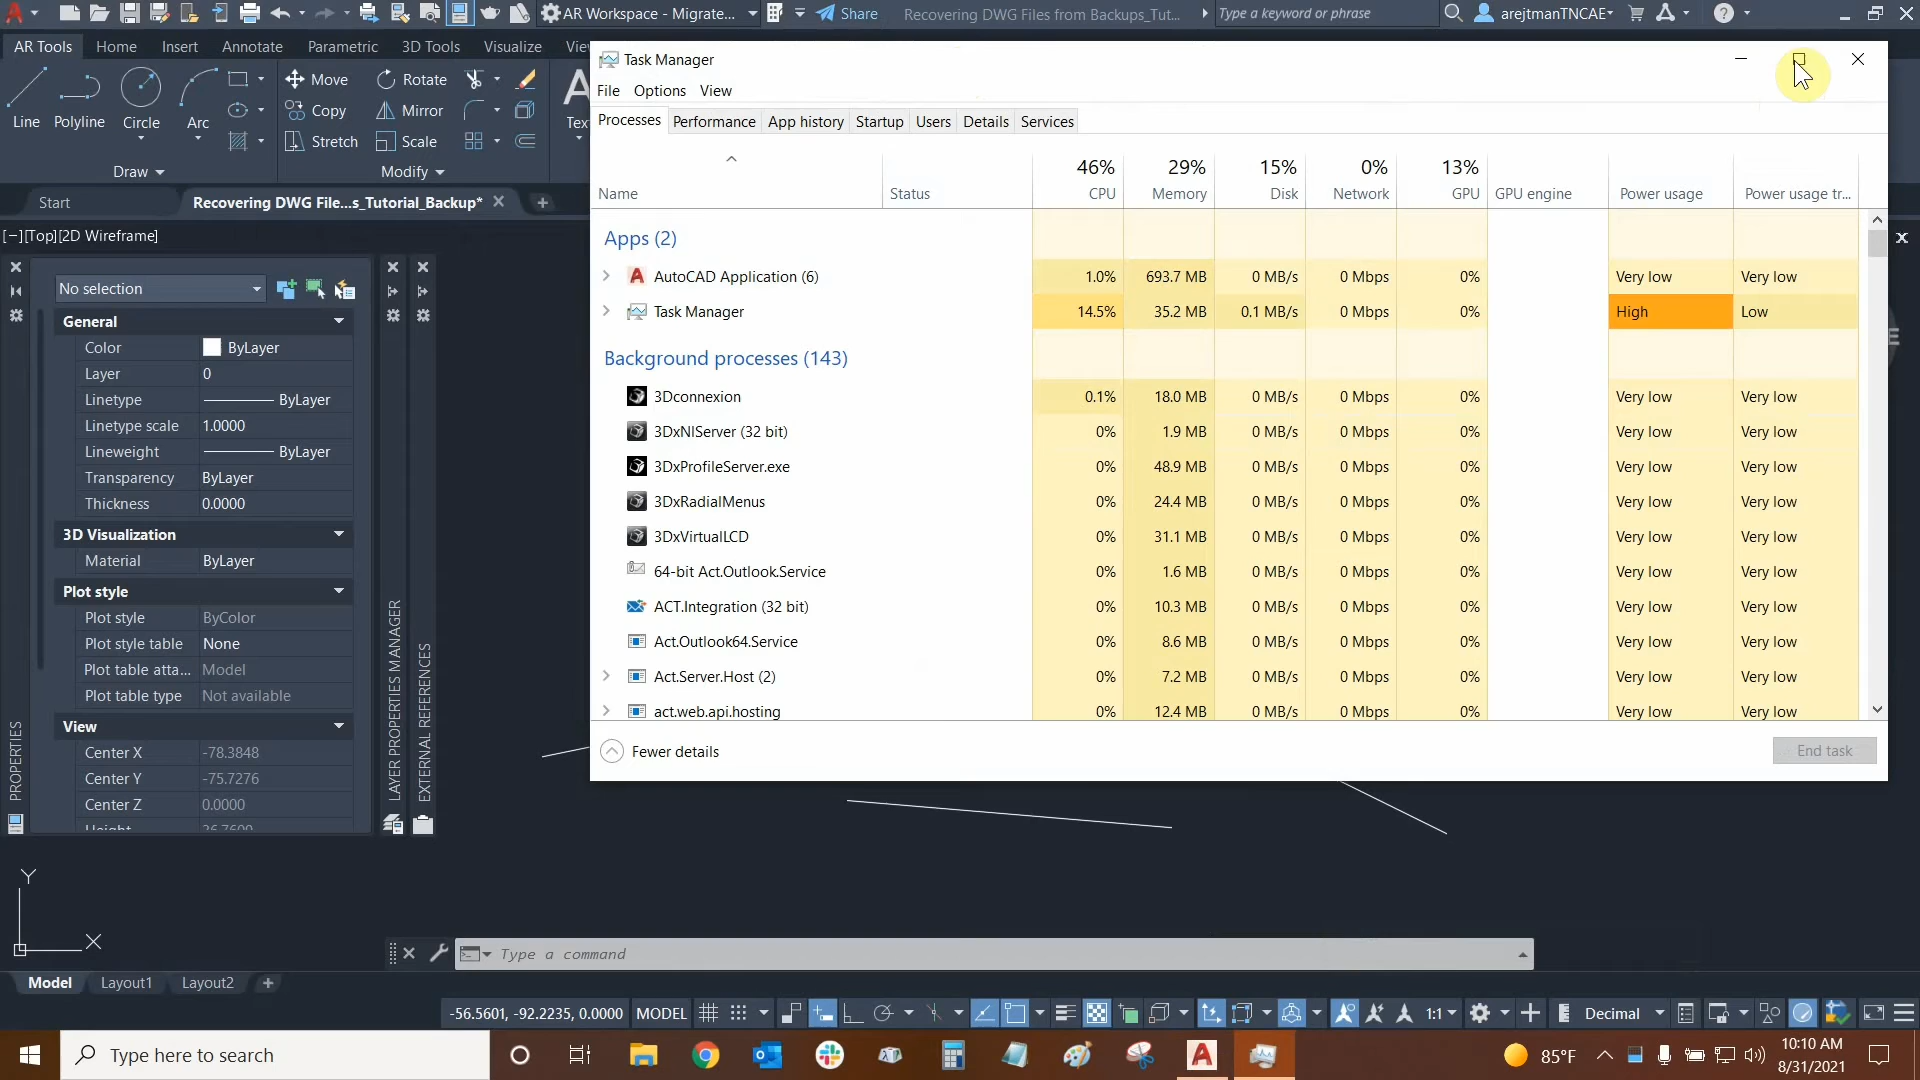 AR Workspace - Migrate...
Share
Recovering DWG Files from Backups_Tut...
Type a keyword or phrase
arejtmanTNCAE
AR Tools
Home
Insert
Annotate
Parametric
3D Tools
Visualize
Line
Polyline
Circle
Arc
Move
Rotate
Copy
Mirror
Stretch
Scale
Draw
Modify
Start
Recovering DWG File...s_Tutorial_Backup*
[−][Top][2D Wireframe]
No selection
General
Color ByLayer
Layer 0
Linetype ByLayer
Linetype scale 1.0000
Lineweight ByLayer
Transparency ByLayer
Thickness 0.0000
3D Visualization
Material ByLayer
Plot style
Plot style ByColor
Plot style table None
Plot table atta... Model
Plot table type Not available
View
Center X -78.3848
Center Y -75.7276
Center Z 0.0000
PROPERTIES
LAYER PROPERTIES MANAGER
EXTERNAL REFERENCES
Task Manager
File Options View
Processes Performance App history Startup Users Details Services
46% 29% 15% 0% 13%
Name Status CPU Memory Disk Network GPU GPU engine Power usage Power usage tr...
Apps (2)
AutoCAD Application (6) 1.0% 693.7 MB 0 MB/s 0 Mbps 0% Very low Very low
Task Manager 14.5% 35.2 MB 0.1 MB/s 0 Mbps 0% High Low
Background processes (143)
3Dconnexion 0.1% 18.0 MB 0 MB/s 0 Mbps 0% Very low Very low
3DxNlServer (32 bit) 0% 1.9 MB 0 MB/s 0 Mbps 0% Very low Very low
3DxProfileServer.exe 0% 48.9 MB 0 MB/s 0 Mbps 0% Very low Very low
3DxRadialMenus 0% 24.4 MB 0 MB/s 0 Mbps 0% Very low Very low
3DxVirtualLCD 0% 31.1 MB 0 MB/s 0 Mbps 0% Very low Very low
64-bit Act.Outlook.Service 0% 1.6 MB 0 MB/s 0 Mbps 0% Very low Very low
ACT.Integration (32 bit) 0% 10.3 MB 0 MB/s 0 Mbps 0% Very low Very low
Act.Outlook64.Service 0% 8.6 MB 0 MB/s 0 Mbps 0% Very low Very low
Act.Server.Host (2) 0% 7.2 MB 0 MB/s 0 Mbps 0% Very low Very low
act.web.api.hosting 0% 12.4 MB 0 MB/s 0 Mbps 0% Very low Very low
Fewer details
End task
Y
X
Type a command
Model
Layout1
Layout2
-56.5601, -92.2235, 0.0000 MODEL 1:1 Decimal
Type here to search
85°F
10:10 AM
8/31/2021